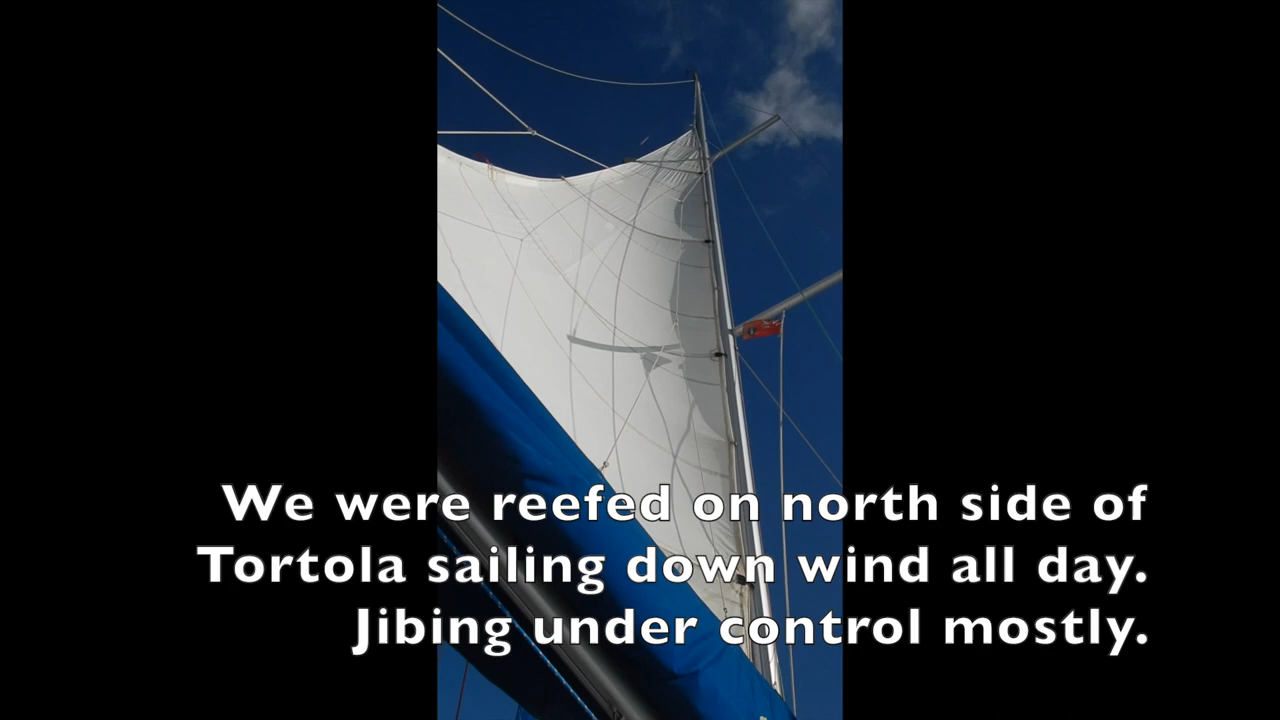 We were reefed on north side of
Tortola sailing down wind all day.
Jibing under control mostly.